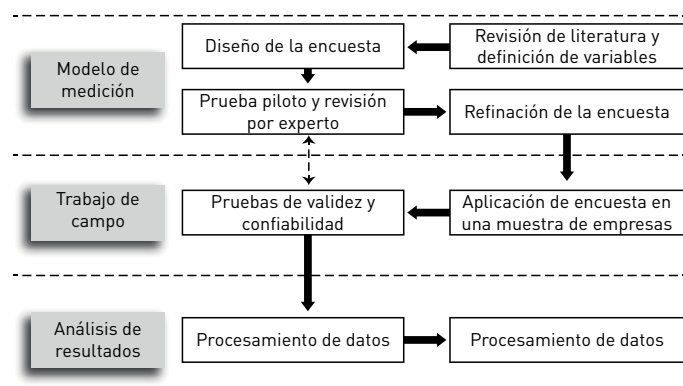 Modelo de
medición
Diseño de la encuesta
Revisión de literatura y
definición de variables
Prueba piloto y revisión
por experto
Refinación de la encuesta
Trabajo de
campo
Pruebas de validez y
confiabilidad
Aplicación de encuesta en
una muestra de empresas
Análisis de
resultados
Procesamiento de datos
Procesamiento de datos